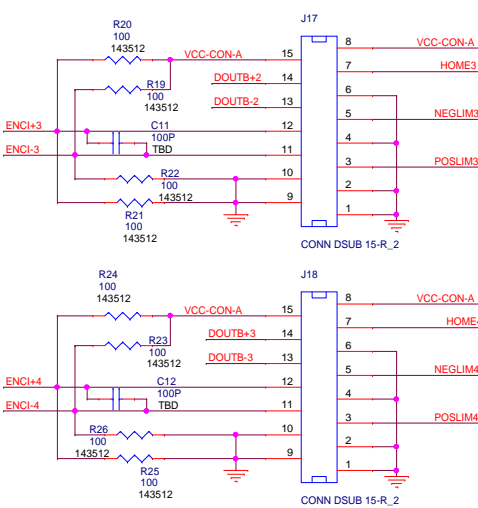 R20
100
143512
J17
VCC-CON-A
15
8
VCC-CON-A
7
HOME3
R19
100
143512
DOUTB+2
14
6
DOUTB-2
13
5
NEGLIM3
ENCI+3
C11
100P
TBD
12
4
ENCI-3
11
3
POSLIM3
R22
100
143512
10
2
9
1
R21
100
143512
CONN DSUB 15-R_2
R24
100
143512
J18
VCC-CON-A
15
8
VCC-CON-A
7
HOME4
R23
100
143512
DOUTB+3
14
6
DOUTB-3
13
5
NEGLIM4
ENCI+4
C12
100P
TBD
12
4
ENCI-4
11
3
POSLIM4
R26
100
143512
10
2
9
1
R25
100
143512
CONN DSUB 15-R_2